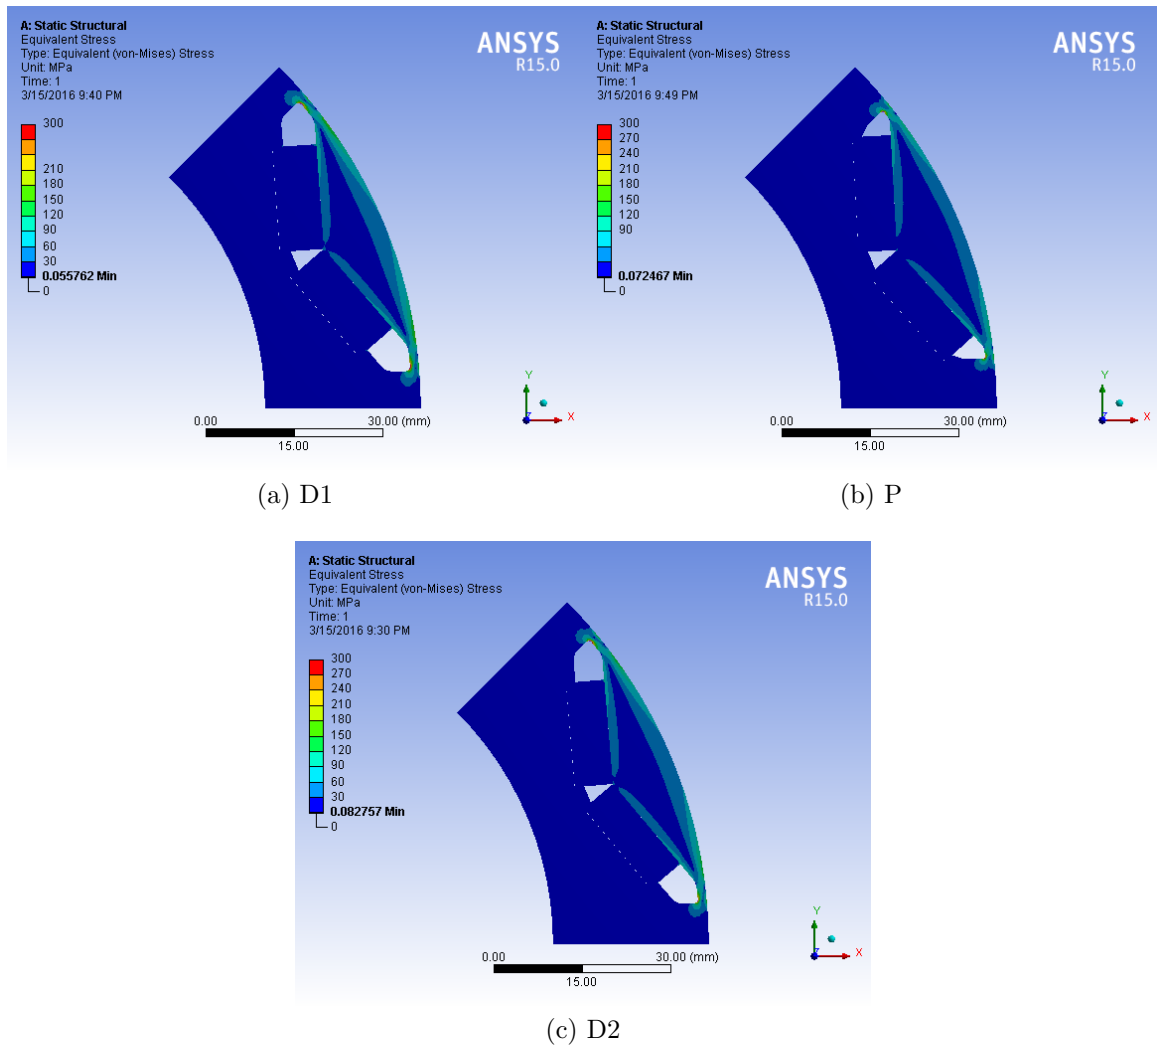 A: Static Structural
Equivalent Stress
Type: Equivalent (von-Mises) Stress
Unit: MPa
Time: 1
3/15/2016 9:40 PM
ANSYS
R15.0
300
210
180
150
120
90
60
30
0.055762 Min
0
0.00 30.00 (mm)
15.00
Y
X
Z
(a) D1
A: Static Structural
Equivalent Stress
Type: Equivalent (von-Mises) Stress
Unit: MPa
Time: 1
3/15/2016 9:49 PM
ANSYS
R15.0
300
270
240
210
180
150
120
90
0.072467 Min
0
0.00 30.00 (mm)
15.00
Y
X
Z
(b) P
A: Static Structural
Equivalent Stress
Type: Equivalent (von-Mises) Stress
Unit: MPa
Time: 1
3/15/2016 9:30 PM
ANSYS
R15.0
300
270
240
210
180
150
120
90
60
30
0.082757 Min
0
0.00 30.00 (mm)
15.00
Y
X
Z
(c) D2